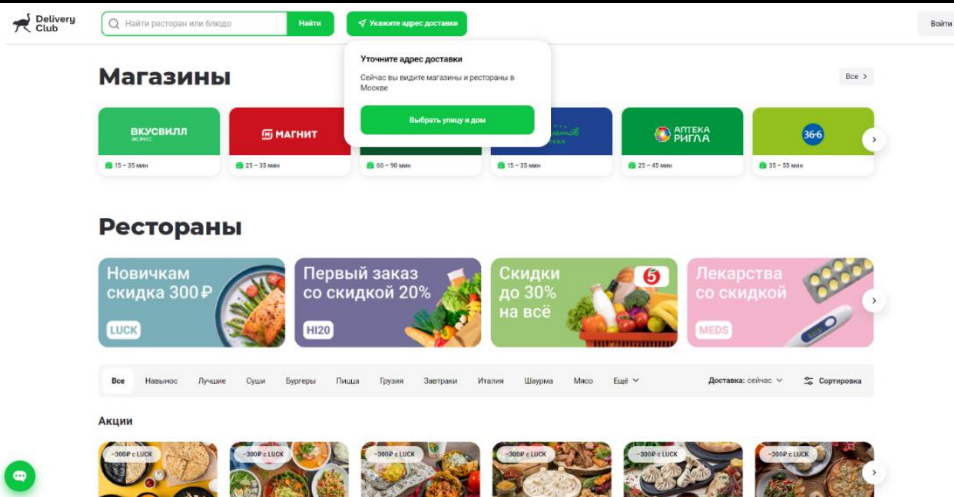 Delivery
Club
Найти ресторан или блюдо
Найти
Укажите адрес доставки
Войти
Уточните адрес доставки
Сейчас вы видите магазины и рестораны в
Москве
Выбрать улицу и дом
Магазины
Все >
ВКУСВИЛЛ
ЭКСПРЕСС
М МАГНИТ
АПТЕКА
РИГЛА
36·6
15 – 35 мин
25 – 35 мин
60 – 90 мин
15 – 35 мин
25 – 45 мин
35 – 55 мин
Рестораны
Новичкам
скидка 300 ₽
LUCK
Первый заказ
со скидкой 20%
HI20
Скидки
до 30%
на всё
5
Лекарства
со скидкой
MEDS
Все Навынос Лучшие Суши Бургеры Пицца Грузия Завтраки Италия Шаурма Мясо Ещё
Доставка: сейчас
Сортировка
Акции
-300₽ с LUCK
-300₽ с LUCK
-300₽ с LUCK
-300₽ с LUCK
-300₽ с LUCK
-300₽ с LUCK